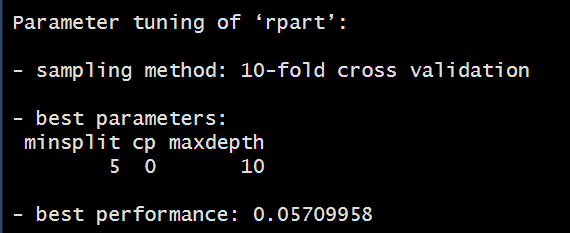 Parameter tuning of ‘rpart’:
- sampling method: 10-fold cross validation
- best parameters:
minsplit cp maxdepth
5 0 10
- best performance: 0.05709958